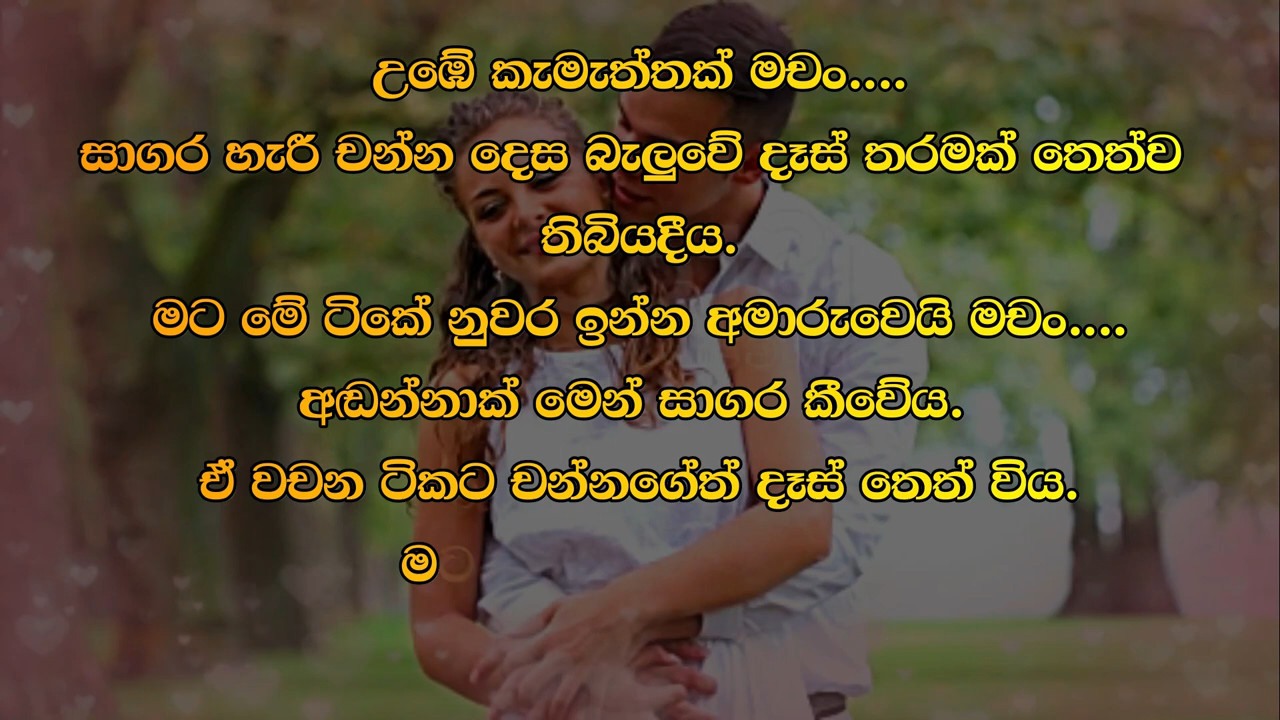 උඹේ කැමැත්තක් මචං....
සාගර හැරී චන්න දෙස බැලුවේ දෑස් තරමක් තෙත්ව
තිබියදීය.
මට මේ ටිකේ නුවර ඉන්න අමාරුවෙයි මචං....
අඬන්නාක් මෙන් සාගර කීවේය.
ඒ වචන ටිකට චන්නගේත් දෑස් තෙත් විය.
ම